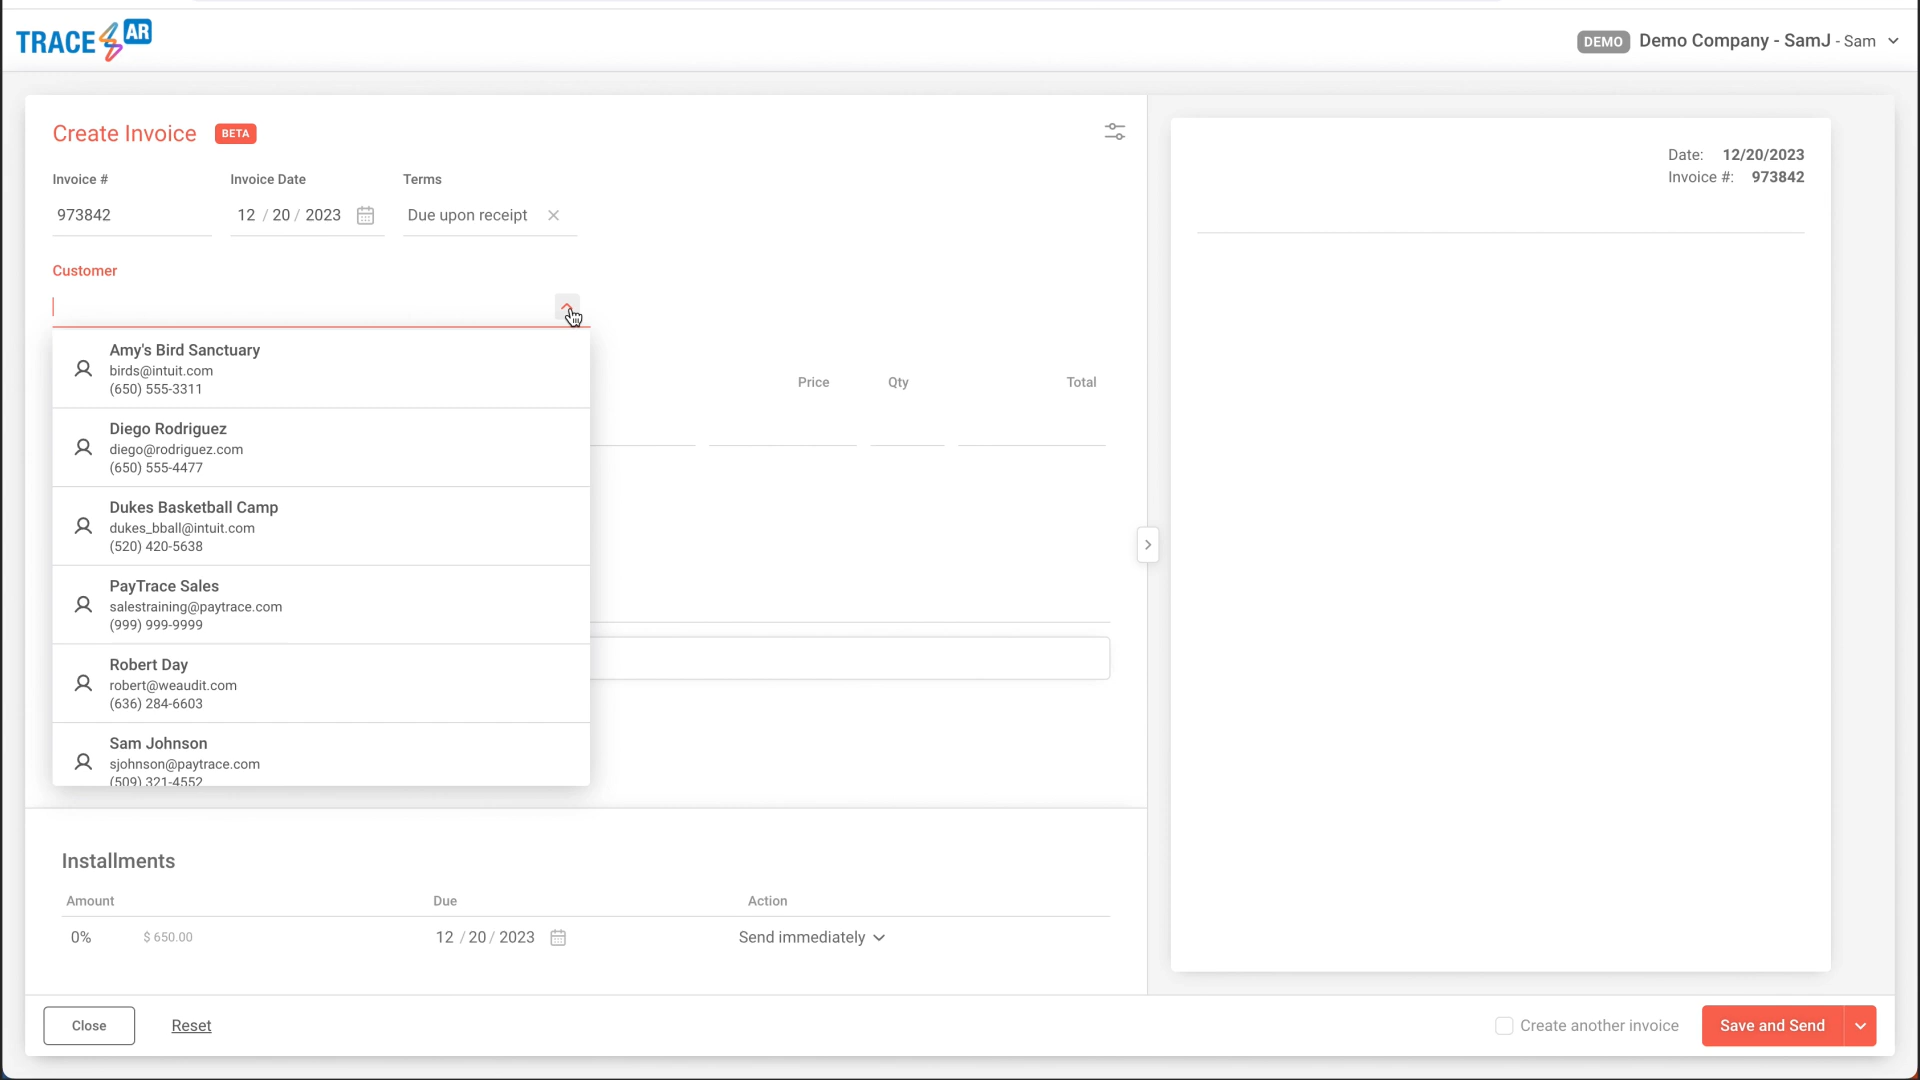 TRACE AR
DEMO Demo Company - SamJ - Sam
Create Invoice BETA
Invoice # Invoice Date Terms
973842 12 / 20 / 2023 Due upon receipt
Customer
Amy's Bird Sanctuary
birds@intuit.com
(650) 555-3311
Diego Rodriguez
diego@rodriguez.com
(650) 555-4477
Dukes Basketball Camp
dukes_bball@intuit.com
(520) 420-5638
PayTrace Sales
salestraining@paytrace.com
(999) 999-9999
Robert Day
robert@weaudit.com
(636) 284-6603
Sam Johnson
sjohnson@paytrace.com
(509) 321-4552
Price Qty Total
Installments
Amount Due Action
0% $ 650.00 12 / 20 / 2023 Send immediately
Date: 12/20/2023
Invoice #: 973842
Close Reset Create another invoice Save and Send